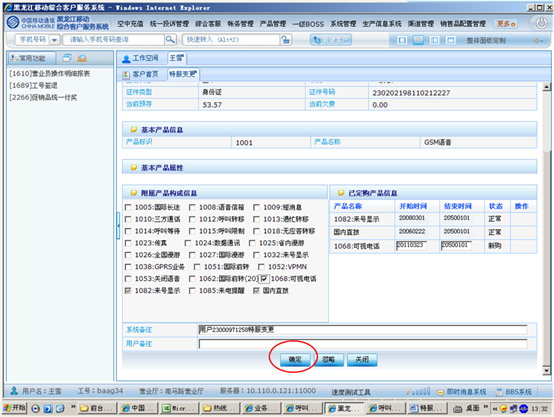 黑龙江移动综合客户服务系统 - Windows Internet Explorer
中国移动通信 黑龙江移动 综合客户服务系统
空中充值 统一投诉管理 综合客服 帐务管理 产品管理 一级BOSS 系统管理 生产信息系统 渠道管理 销售品配置管理 更多
手机号码 请输入手机号码查询 快速转入 (Alt+2) 整体面板定制
常用功能
[1610]营业员操作明细报表
[1689]工号签退
[2266]促销品统一付奖
工作空间 王雪
客户首页 特服变更
证件类型 身份证 证件号码 230202198110212227
当前预存 53.57 当前欠费 0.00
基本产品信息
产品标识 1001 产品名称 GSM语音
基本产品属性
附属产品构成信息
1005:国际长途 1008:语音信箱 1009:短消息
1010:三方通话 1012:呼叫转移 1013:遇忙转移
1014:呼叫等待 1015:呼叫限制 1018:无应答转移
1023:传真 1024:数据通讯 1025:省内漫游
1026:全国漫游 1027:国际漫游 1032:来号显示
1038:GPRS业务 1051:国际前转 1052:VPMN
1053:关闭语音 1062:国际前转(20) 1068:可视电话
1082:来号显示 1085:来电提醒 国内直拨
已定购产品信息
产品名称 开始时间 结束时间 状态 操作
1082:来号显示 20080301 20500101 正常
国内直拨 20060222 20500101 正常
1068:可视电话 20110323 20500101 新购
系统备注 用户23000971258特服变更
用户备注
确定 忽略 关闭
用户名:王雪 工号:baag34 营业厅:南马路营业厅 服务器:10.110.0.121:11000 速度测试工具 即时消息系统 BBS系统
开始 前台... 中国... Micr... 热线... 业务... 呼叫... 黑龙... 呼叫... 桌面 13:31